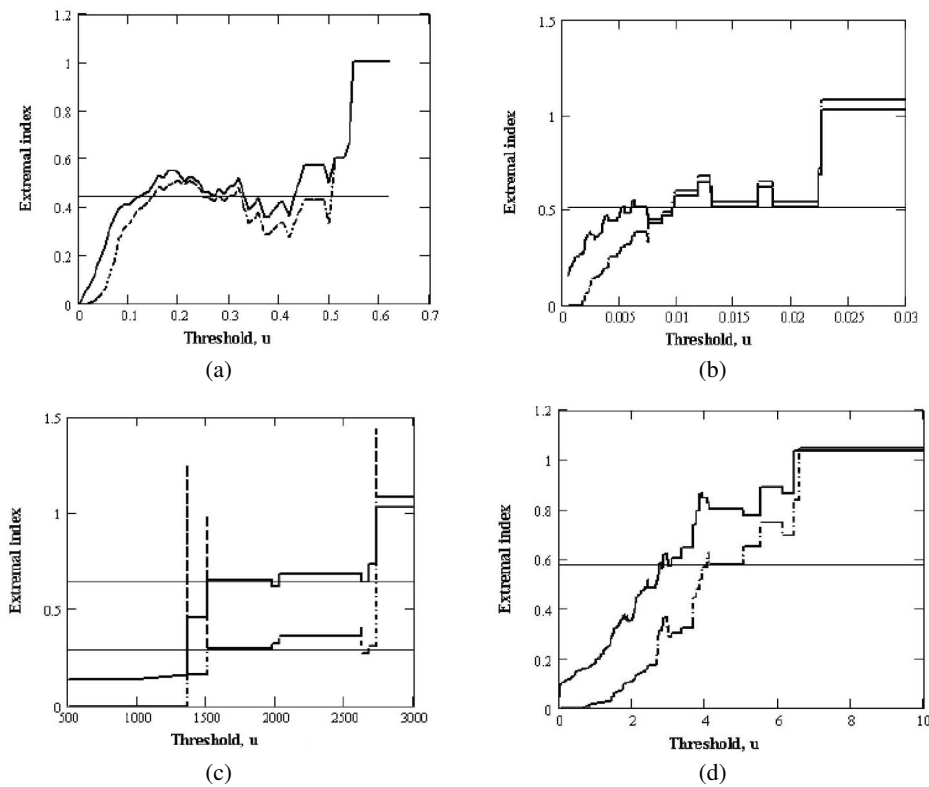 1.2
1
0.8
0.6
0.4
0.2
0
Extremal index
0 0.1 0.2 0.3 0.4 0.5 0.6 0.7
Threshold, u
(a)
1
0.5
0
Extremal index
0 0.005 0.01 0.015 0.02 0.025 0.03
Threshold, u
(b)
1.5
1
0.5
0
Extremal index
500 1000 1500 2000 2500 3000
Threshold, u
(c)
1.2
1
0.8
0.6
0.4
0.2
0
Extremal index
0 2 4 6 8 10
Threshold, u
(d)